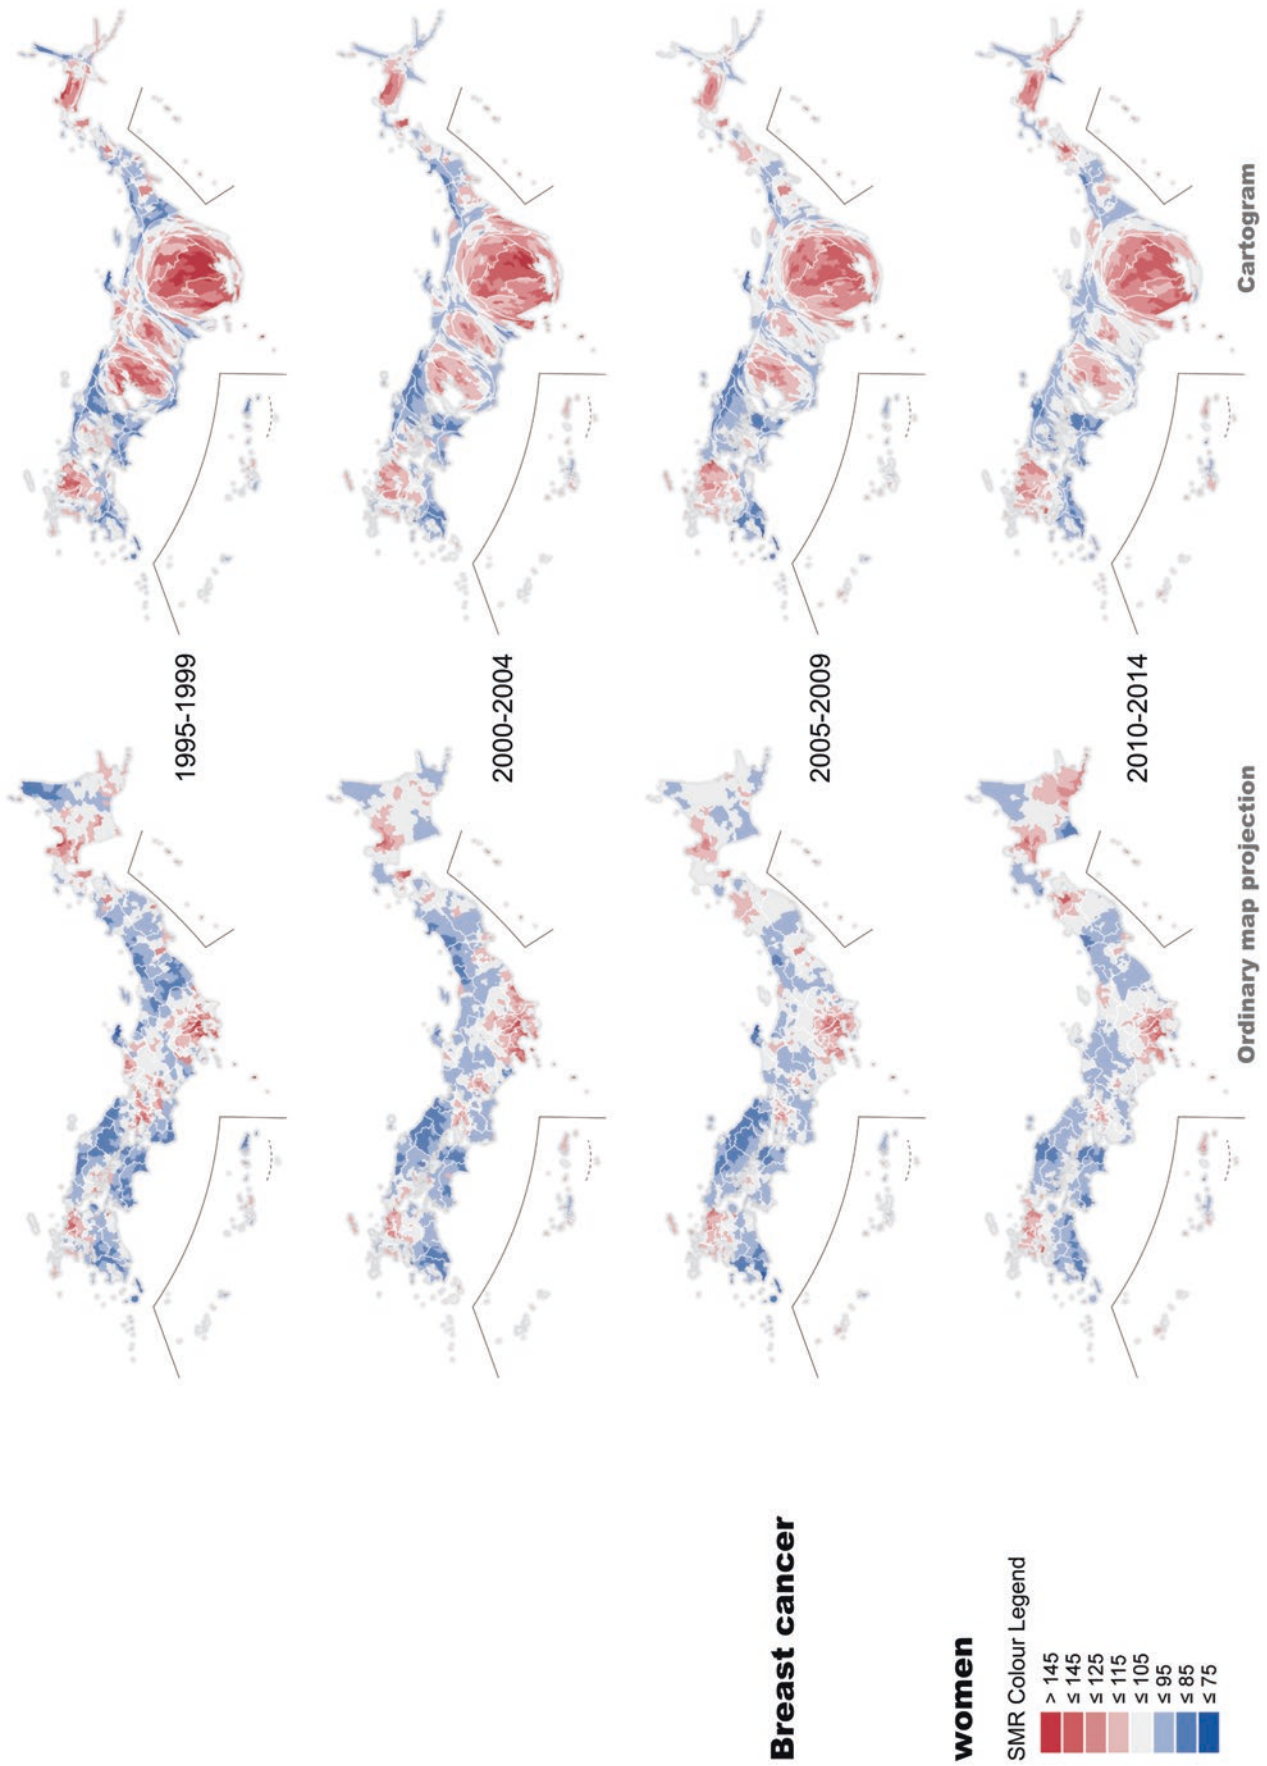 Breast cancer
women
SMR Colour Legend
> 145
≤ 145
≤ 125
≤ 115
≤ 105
≤ 95
≤ 85
≤ 75
1995-1999
2000-2004
2005-2009
2010-2014
Ordinary map projection
Cartogram